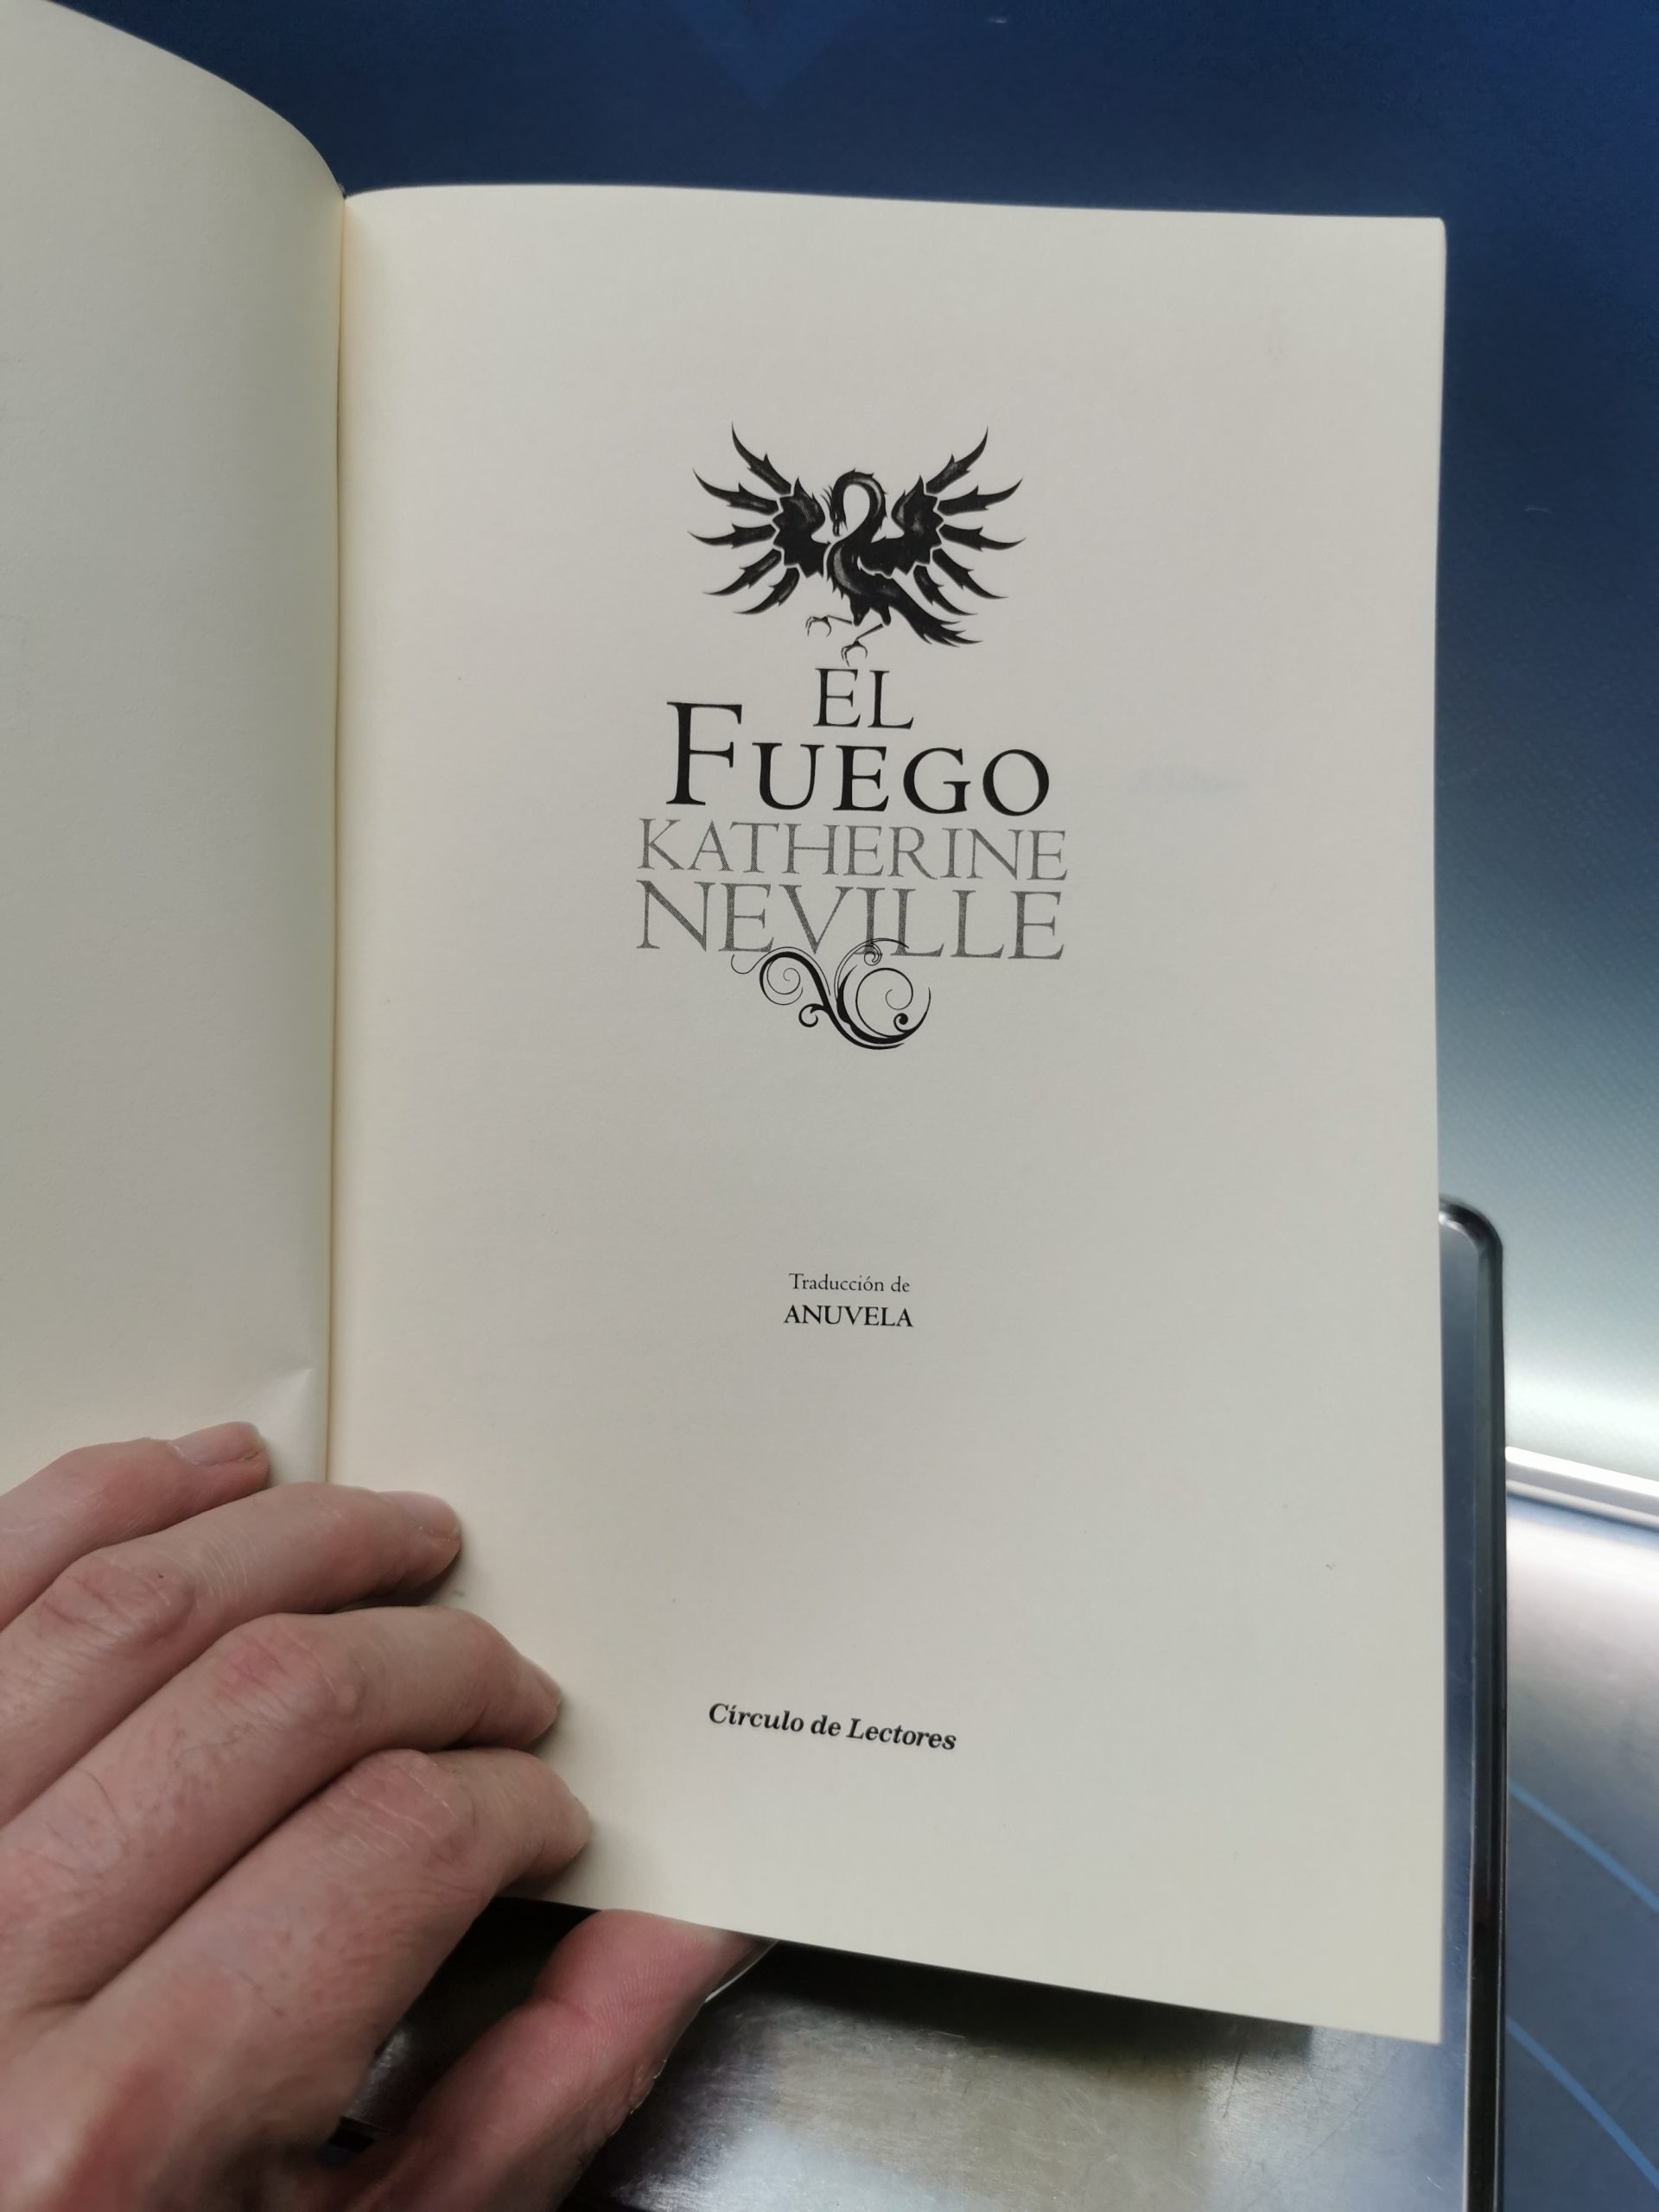 EL
FUEGO
KATHERINE
NEVILLE
Traducción de
ANUVELA
Círculo de Lectores